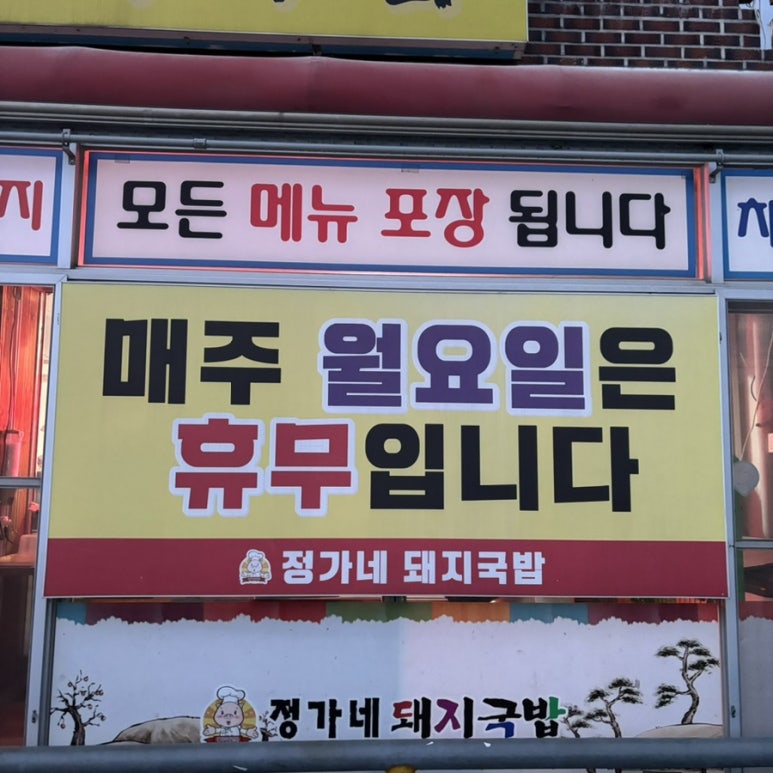 지
모든 메뉴 포장 됩니다
매주 월요일은
휴무입니다
정가네 돼지국밥
정가네 돼지국밥